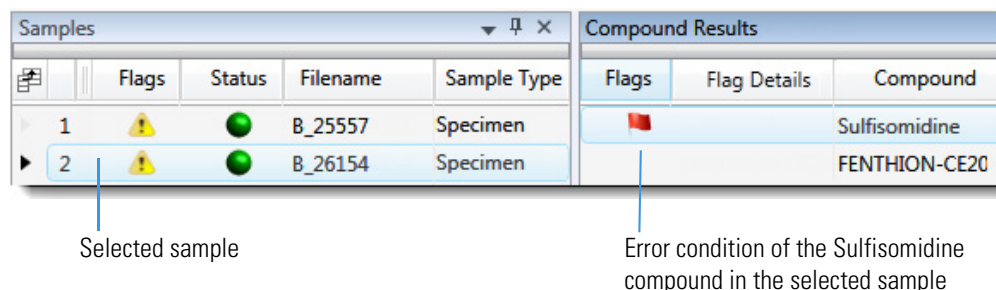 Samples Compound Results
Flags Status Filename Sample Type Flags Flag Details Compound
1 B_25557 Specimen Sulfisomidine
2 B_26154 Specimen FENTHION-CE20
Selected sample Error condition of the Sulfisomidine
compound in the selected sample